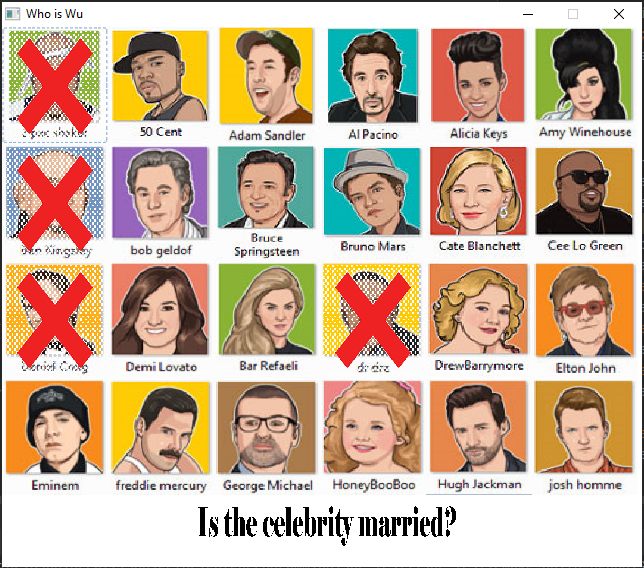 Who is Wu
50 Cent
Adam Sandler
Al Pacino
Alicia Keys
Amy Winehouse
bob geldof
Bruce
Springsteen
Bruno Mars
Cate Blanchett
Cee Lo Green
Demi Lovato
Bar Refaeli
dr dre
DrewBarrymore
Elton John
Eminem
freddie mercury
George Michael
HoneyBooBoo
Hugh Jackman
josh homme
Is the celebrity married?